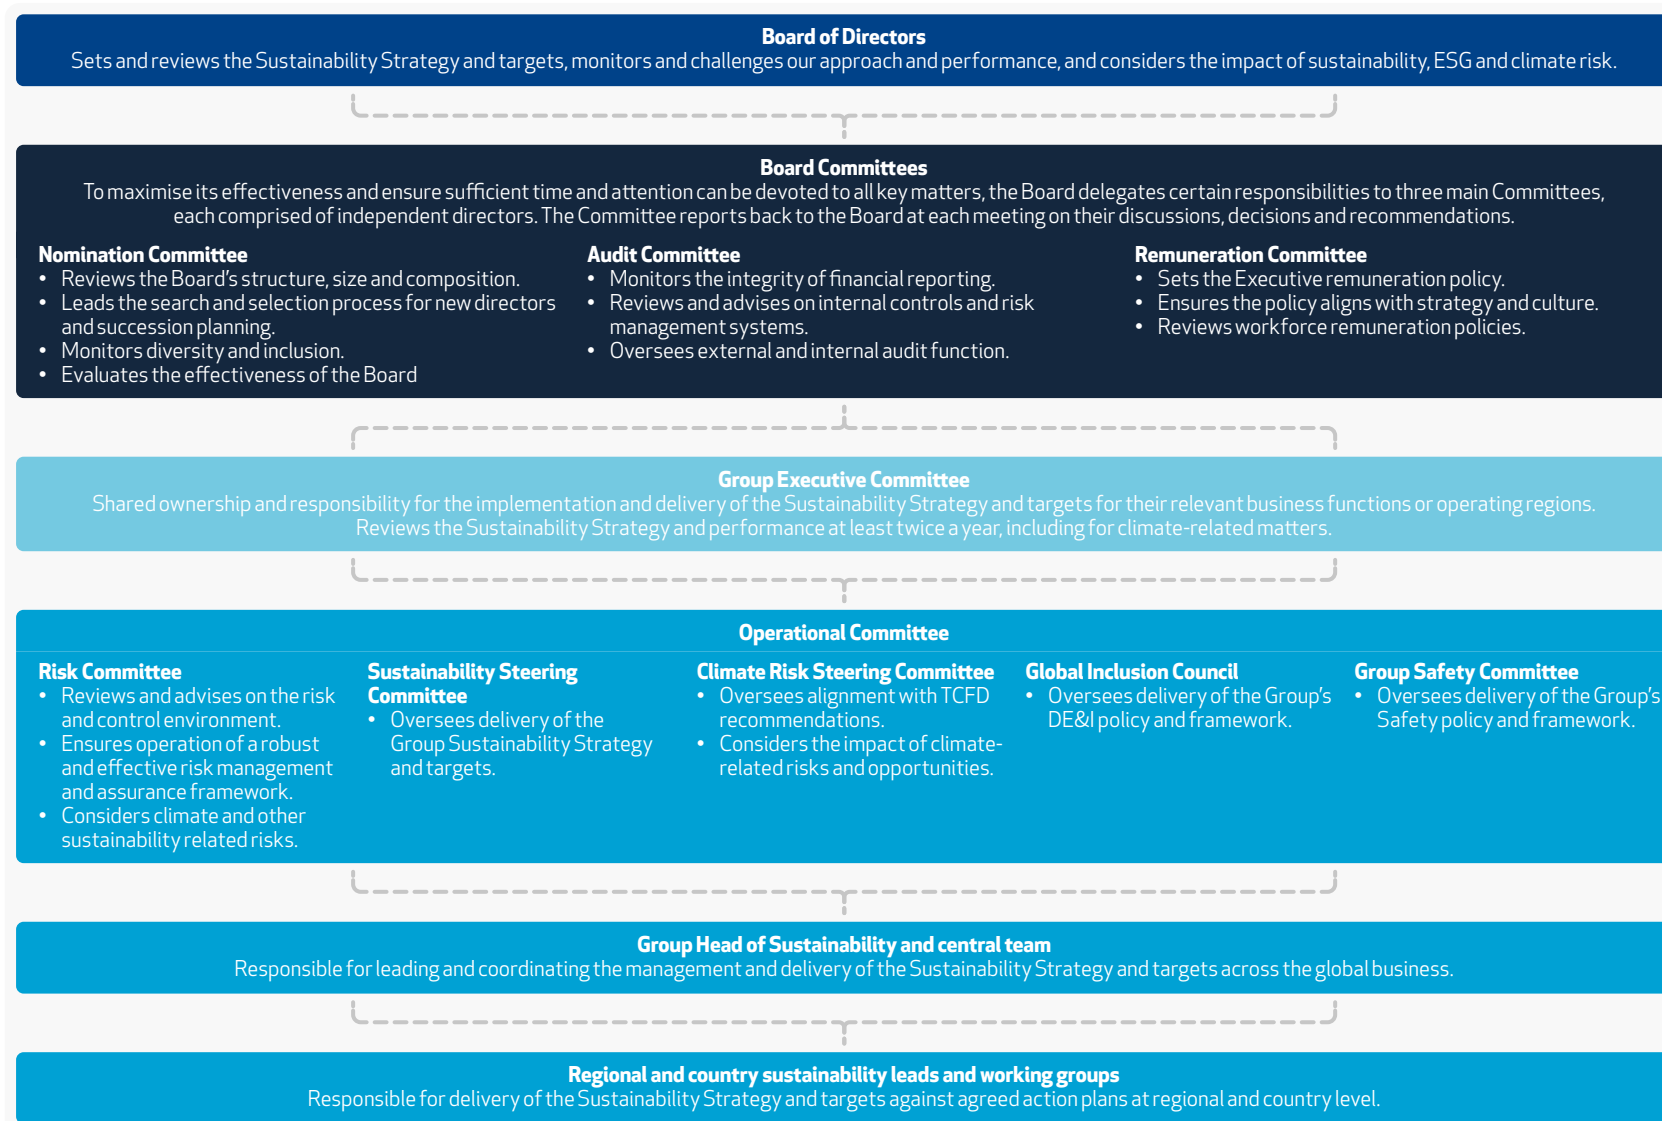 Board of Directors
Sets and reviews the Sustainability Strategy and targets, monitors and challenges our approach and performance, and considers the impact of sustainability, ESG and climate risk.
Board Committees
To maximise its effectiveness and ensure sufficient time and attention can be devoted to all key matters, the Board delegates certain responsibilities to three main Committees,
each comprised of independent directors. The Committee reports back to the Board at each meeting on their discussions, decisions and recommendations.
Nomination Committee
• Reviews the Board's structure, size and composition.
• Leads the search and selection process for new directors
and succession planning.
• Monitors diversity and inclusion.
• Evaluates the effectiveness of the Board
Audit Committee
• Monitors the integrity of financial reporting.
• Reviews and advises on internal controls and risk
management systems.
• Oversees external and internal audit function.
Remuneration Committee
• Sets the Executive remuneration policy.
• Ensures the policy aligns with strategy and culture.
• Reviews workforce remuneration policies.
Group Executive Committee
Shared ownership and responsibility for the implementation and delivery of the Sustainability Strategy and targets for their relevant business functions or operating regions.
Reviews the Sustainability Strategy and performance at least twice a year, including for climate-related matters.
Operational Committee
Risk Committee
• Reviews and advises on the risk
and control environment.
• Ensures operation of a robust
and effective risk management
and assurance framework.
• Considers climate and other
sustainability related risks.
Sustainability Steering
Committee
• Oversees delivery of the
Group Sustainability Strategy
and targets.
Climate Risk Steering Committee
• Oversees alignment with TCFD
recommendations.
• Considers the impact of climate-
related risks and opportunities.
Global Inclusion Council
• Oversees delivery of the Group's
DE&I policy and framework.
Group Safety Committee
• Oversees delivery of the Group's
Safety policy and framework.
Group Head of Sustainability and central team
Responsible for leading and coordinating the management and delivery of the Sustainability Strategy and targets across the global business.
Regional and country sustainability leads and working groups
Responsible for delivery of the Sustainability Strategy and targets against agreed action plans at regional and country level.